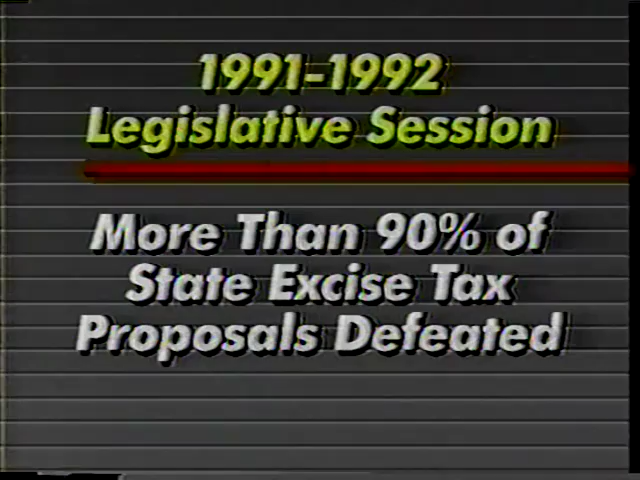 1991-1992
Legislative Session
More Than 90% of
State Excise Tax
Proposals Defeated